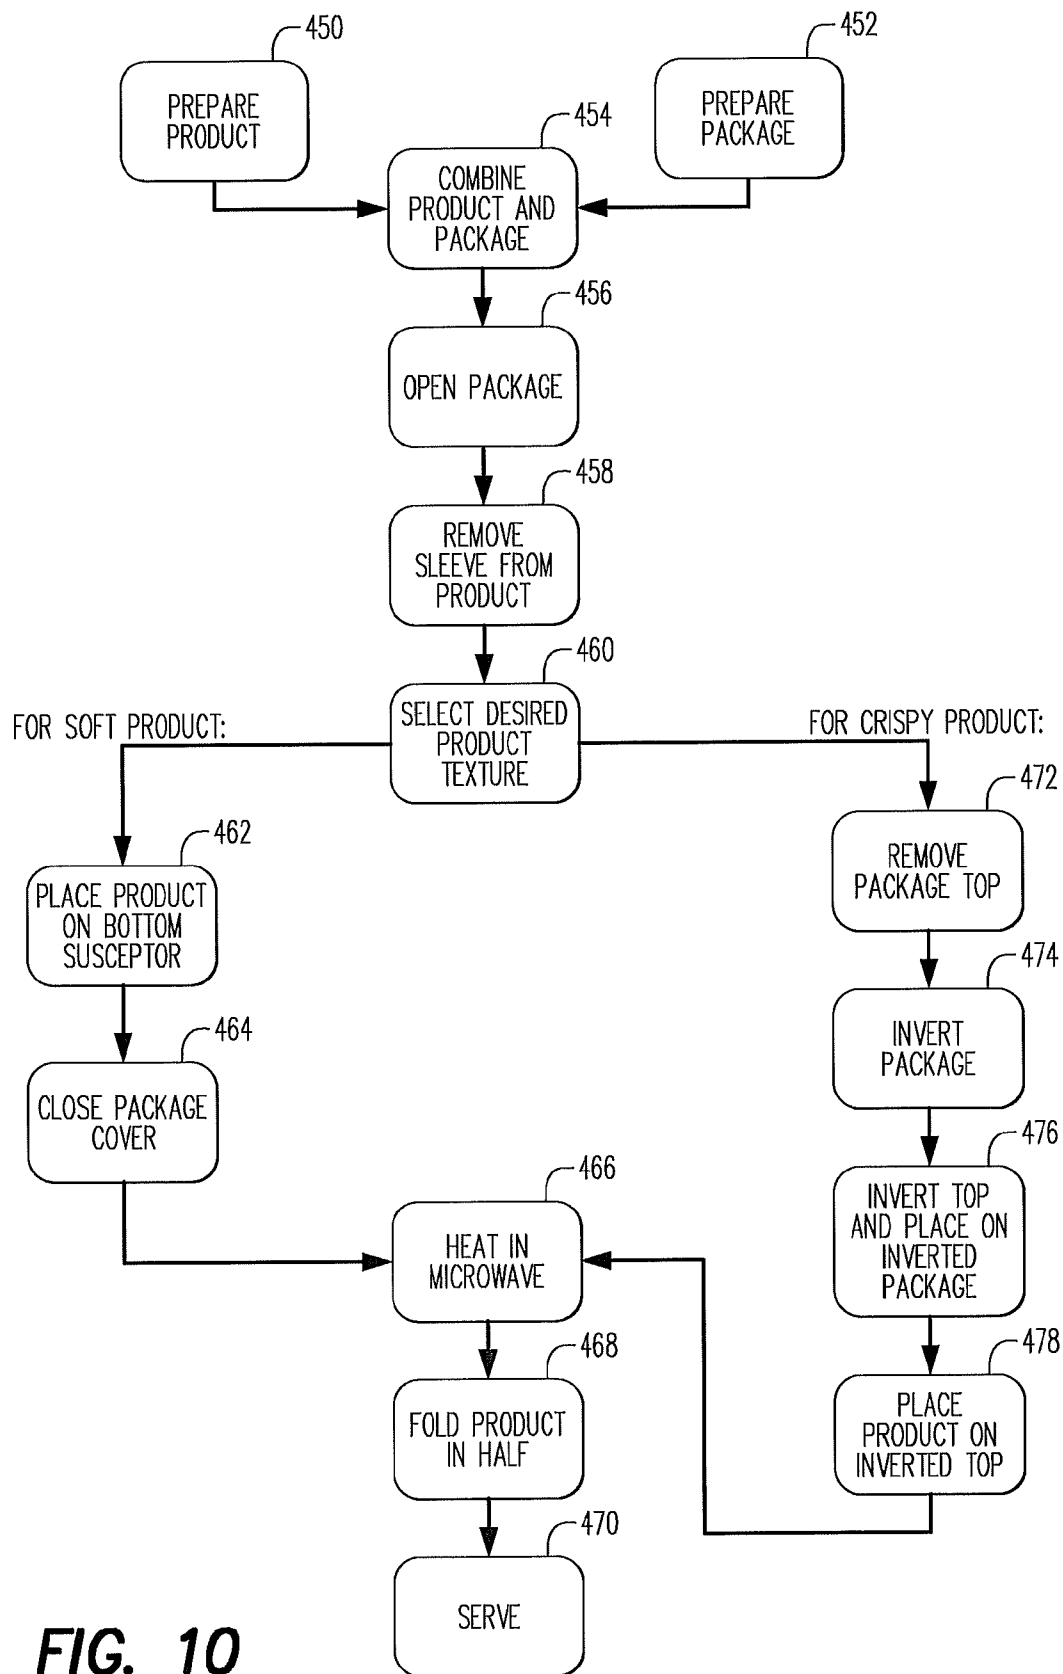 450
PREPARE
PRODUCT
452
PREPARE
PACKAGE
454
COMBINE
PRODUCT AND
PACKAGE
456
OPEN PACKAGE
458
REMOVE
SLEEVE FROM
PRODUCT
460
SELECT DESIRED
PRODUCT
TEXTURE
FOR SOFT PRODUCT:
462
PLACE PRODUCT
ON BOTTOM
SUSCEPTOR
464
CLOSE PACKAGE
COVER
FOR CRISPY PRODUCT:
472
REMOVE
PACKAGE TOP
474
INVERT
PACKAGE
476
INVERT TOP
AND PLACE ON
INVERTED
PACKAGE
478
PLACE
PRODUCT ON
INVERTED TOP
466
HEAT IN
MICROWAVE
468
FOLD PRODUCT
IN HALF
470
SERVE
FIG. 10